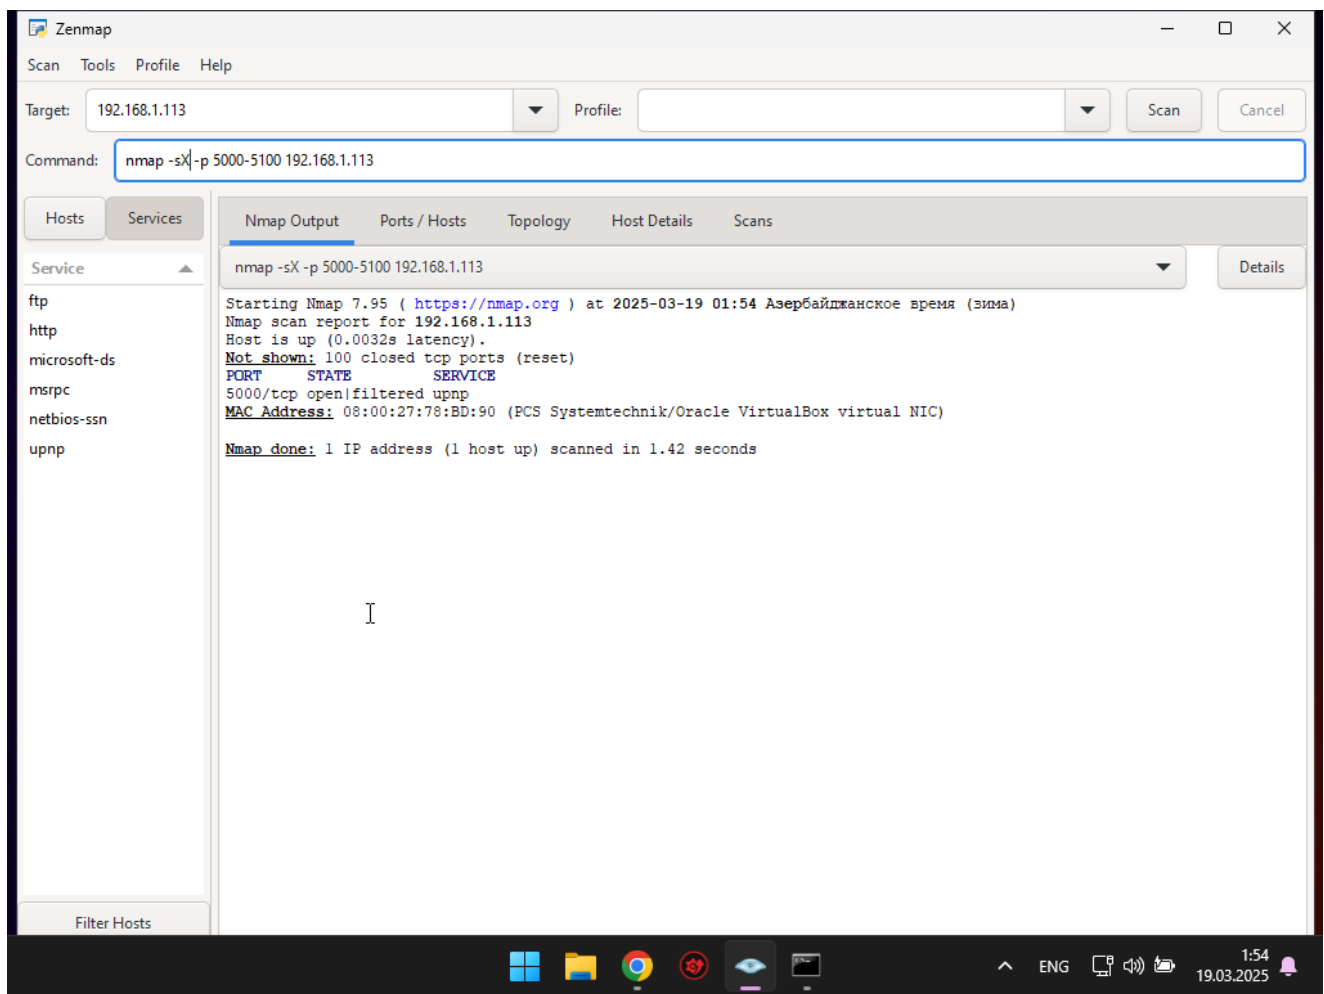 Zenmap
Scan Tools Profile Help
Target: 192.168.1.113 Profile: Scan Cancel
Command: nmap -sX -p 5000-5100 192.168.1.113
Hosts Services
Nmap Output Ports / Hosts Topology Host Details Scans
Service
nmap -sX -p 5000-5100 192.168.1.113 Details
ftp
http
microsoft-ds
msrpc
netbios-ssn
upnp
Starting Nmap 7.95 ( https://nmap.org ) at 2025-03-19 01:54 Азербайджанское время (зима)
Nmap scan report for 192.168.1.113
Host is up (0.0032s latency).
Not shown: 100 closed tcp ports (reset)
PORT STATE SERVICE
5000/tcp open|filtered upnp
MAC Address: 08:00:27:78:BD:90 (PCS Systemtechnik/Oracle VirtualBox virtual NIC)
Nmap done: 1 IP address (1 host up) scanned in 1.42 seconds
Filter Hosts
ENG
1:54
19.03.2025